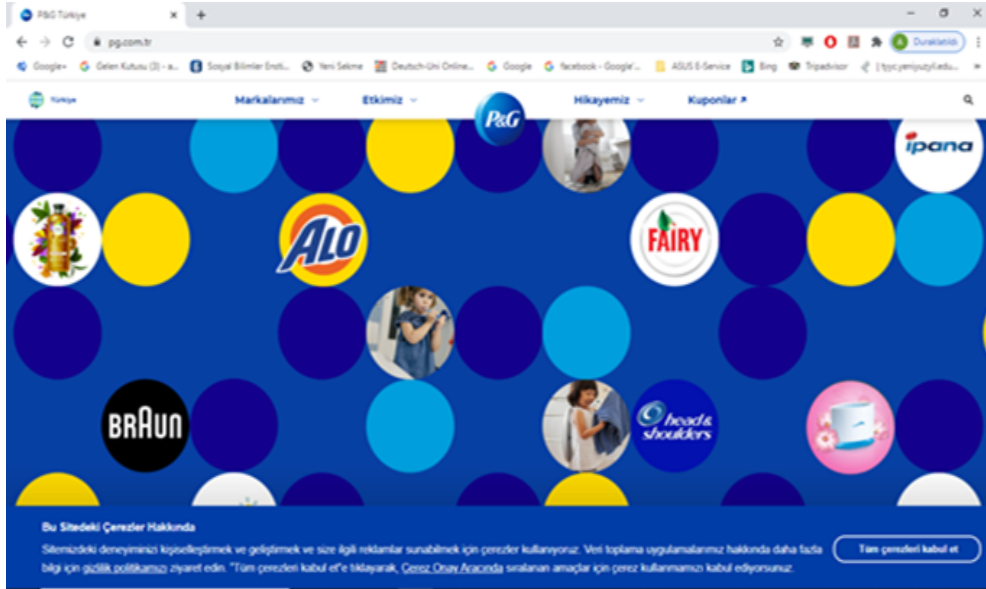 P&G Türkiye
pg.com.tr
Duraklatıldı
Google+ Gelen Kutusu (3) - a... Sosyal Bilimler Ensti... Yeni Sekme Deutsch-Uni Online... Google facebook - Google'... ASUS E-Service Bing Tripadvisor
Türkiye Markalarımız Etkimiz P&G Hikayemiz Kuponlar
ipana
ALO
FAIRY
BRAUN
head &
shoulders
Bu Sitedeki Çerezler Hakkında
Sitemizdeki deneyiminizi kişiselleştirmek ve geliştirmek ve size ilgili reklamlar sunabilmek için çerezler kullanıyoruz. Veri toplama uygulamalarımız hakkında daha fazla
bilgi için gizlilik politikamızı ziyaret edin. "Tüm çerezleri kabul et"e tıklayarak, Çerez Onay Aracında sıralanan amaçlar için çerez kullanmamızı kabul ediyorsunuz.
Tüm çerezleri kabul et